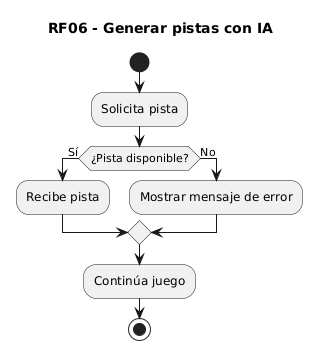 RF06 - Generar pistas con IA
Solicita pista
¿Pista disponible?
Sí
No
Recibe pista
Mostrar mensaje de error
Continúa juego